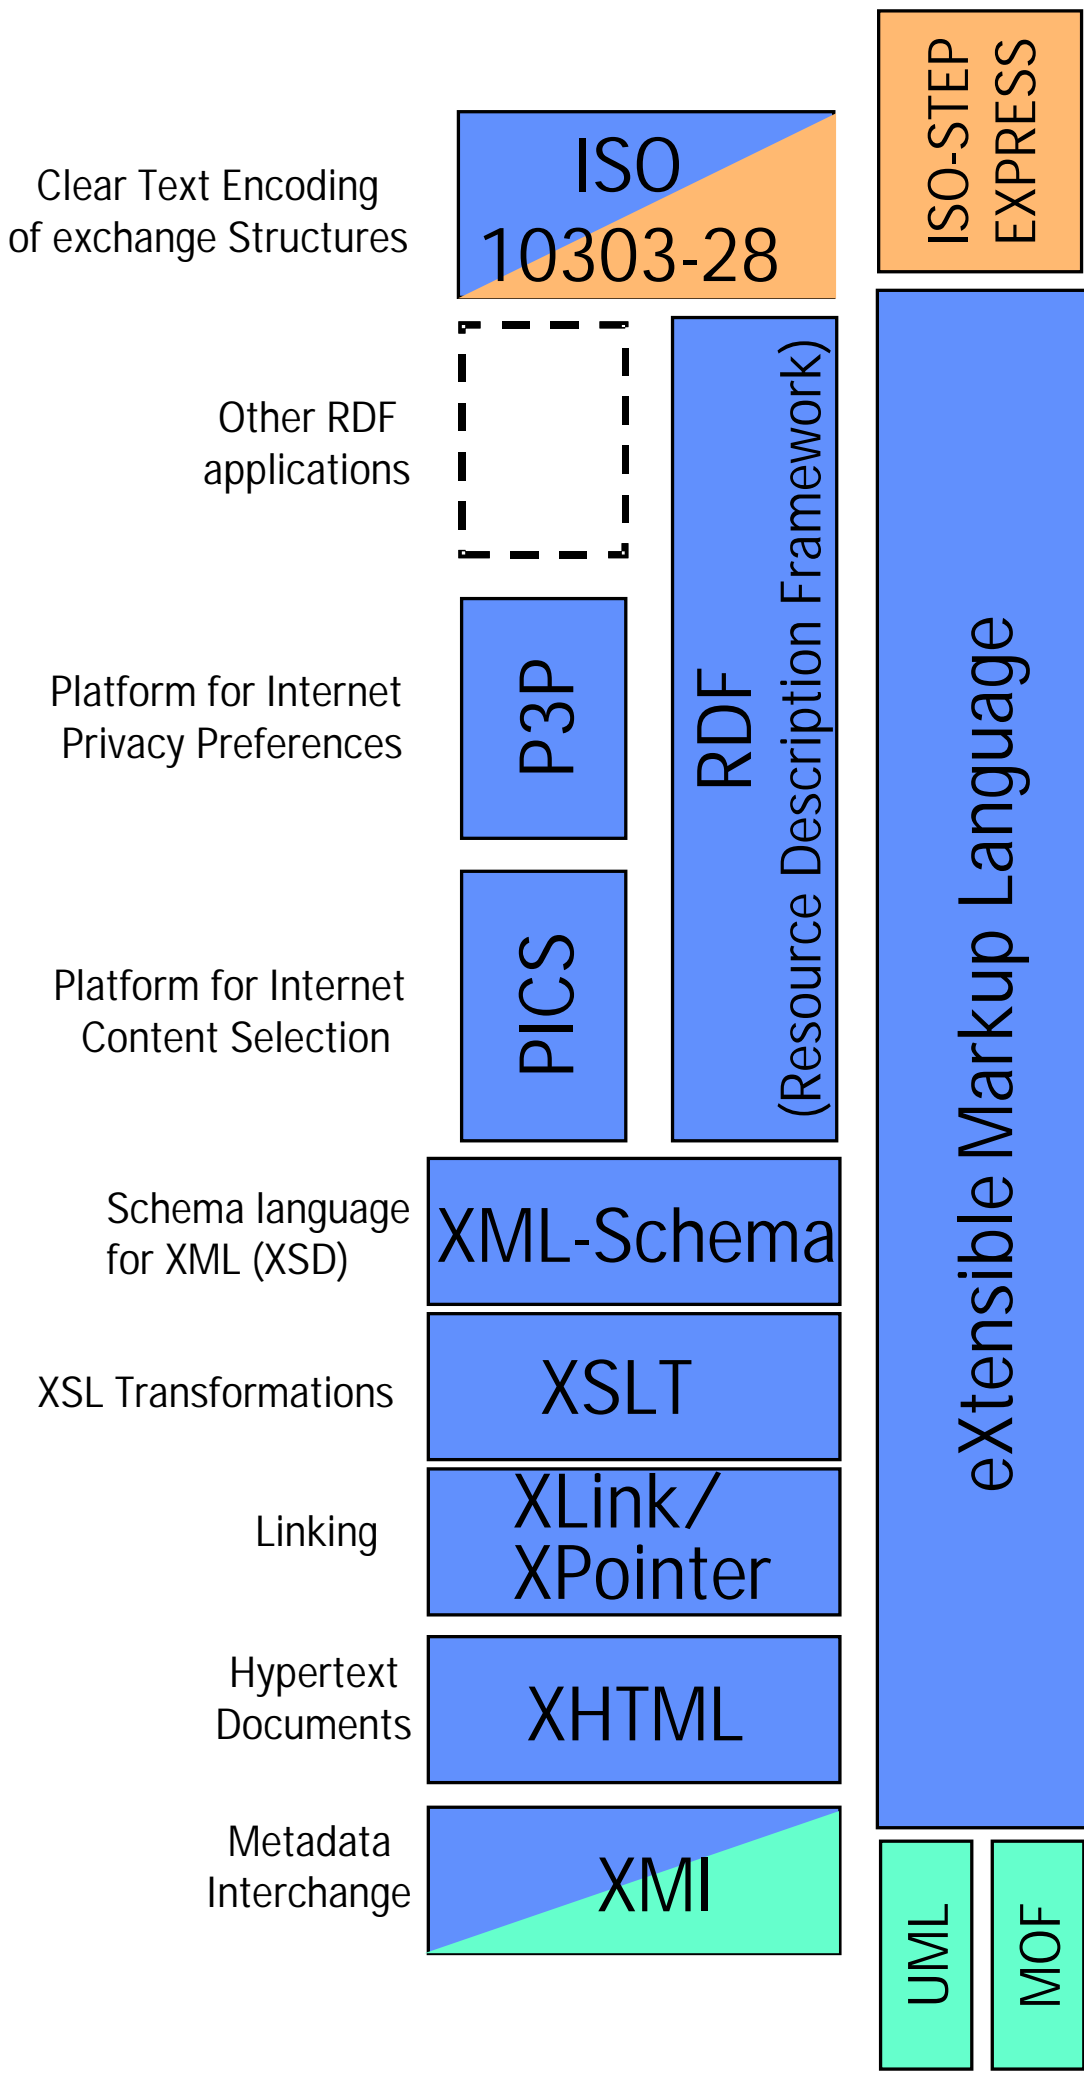 ISO-STEP
EXPRESS
Clear Text Encoding
of exchange Structures
ISO
10303-28
Other RDF
applications
RDF
(Resource Description Framework)
eXtensible Markup Language
Platform for Internet
Privacy Preferences
P3P
Platform for Internet
Content Selection
PICS
Schema language
for XML (XSD)
XML-Schema
XSL Transformations
XSLT
Linking
XLink/
XPointer
Hypertext
Documents
XHTML
Metadata
Interchange
XMI
UML
MOF